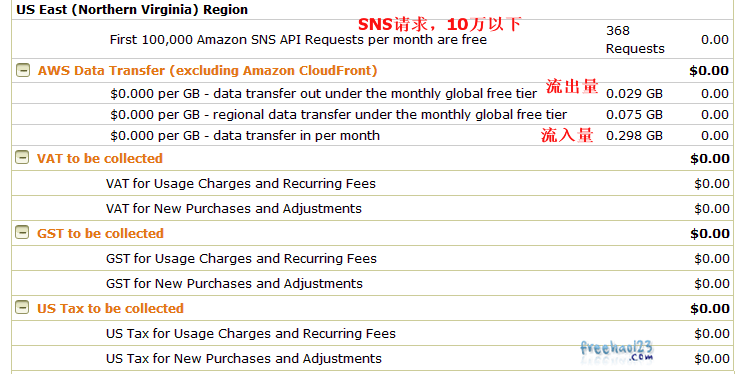 US East (Northern Virginia) Region
SNS请求，10万以下
First 100,000 Amazon SNS API Requests per month are free 368 Requests 0.00
AWS Data Transfer (excluding Amazon CloudFront) $0.00
流出量
$0.000 per GB - data transfer out under the monthly global free tier 0.029 GB 0.00
$0.000 per GB - regional data transfer under the monthly global free tier 0.075 GB 0.00
$0.000 per GB - data transfer in per month 流入量 0.298 GB 0.00
VAT to be collected $0.00
VAT for Usage Charges and Recurring Fees $0.00
VAT for New Purchases and Adjustments $0.00
GST to be collected $0.00
GST for Usage Charges and Recurring Fees $0.00
GST for New Purchases and Adjustments $0.00
US Tax to be collected $0.00
US Tax for Usage Charges and Recurring Fees $0.00
US Tax for New Purchases and Adjustments $0.00
freehao123
.com